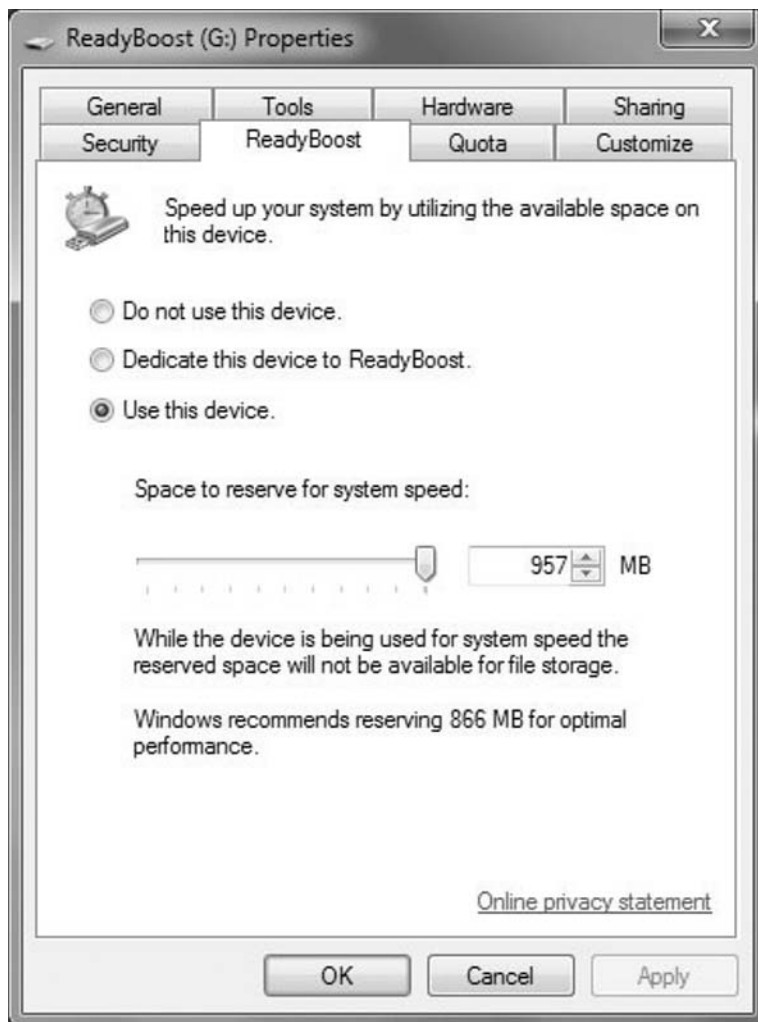 ReadyBoost (G:) Properties
X
General Tools Hardware Sharing
Security ReadyBoost Quota Customize
Speed up your system by utilizing the available space on
this device.
Do not use this device.
Dedicate this device to ReadyBoost.
Use this device.
Space to reserve for system speed:
957 MB
While the device is being used for system speed the
reserved space will not be available for file storage.
Windows recommends reserving 866 MB for optimal
performance.
Online privacy statement
OK Cancel Apply